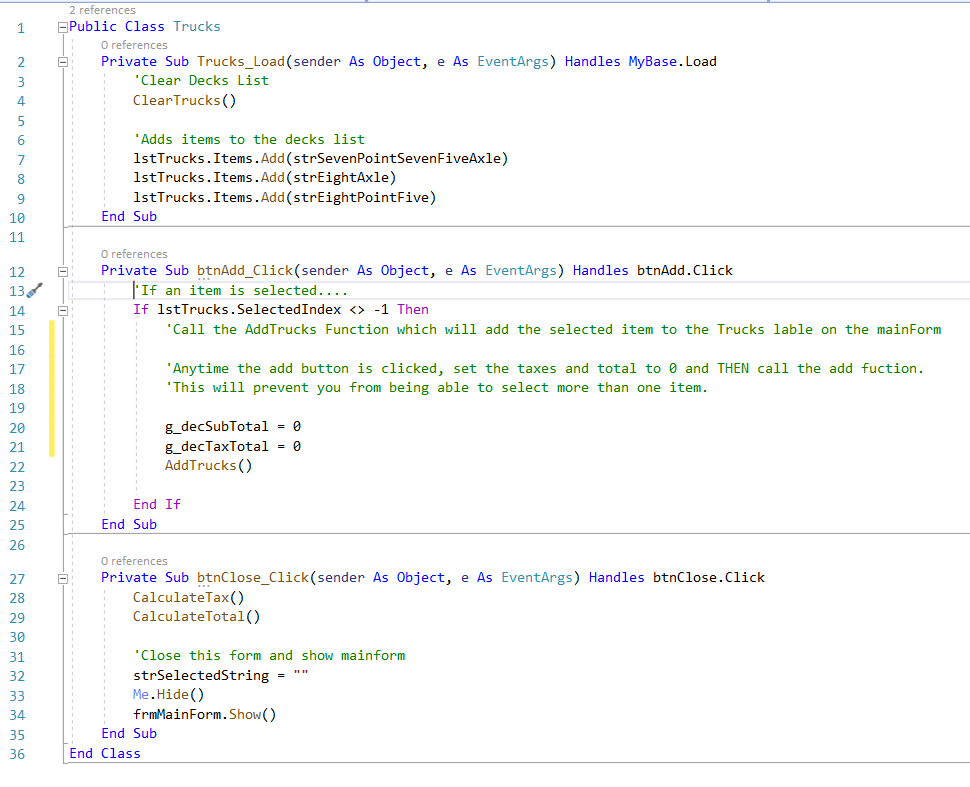 2 references
1 Public Class Trucks
0 references
2 Private Sub Trucks_Load(sender As Object, e As EventArgs) Handles MyBase.Load
3 'Clear Decks List
4 ClearTrucks()
5
6 'Adds items to the decks list
7 lstTrucks.Items.Add(strSevenPointSevenFiveAxle)
8 lstTrucks.Items.Add(strEightAxle)
9 lstTrucks.Items.Add(strEightPointFive)
10 End Sub
11
0 references
12 Private Sub btnAdd_Click(sender As Object, e As EventArgs) Handles btnAdd.Click
13 'If an item is selected....
14 If lstTrucks.SelectedIndex <> -1 Then
15 'Call the AddTrucks Function which will add the selected item to the Trucks lable on the mainForm
16
17 'Anytime the add button is clicked, set the taxes and total to 0 and THEN call the add fuction.
18 'This will prevent you from being able to select more than one item.
19
20 g_decSubTotal = 0
21 g_decTaxTotal = 0
22 AddTrucks()
23
24 End If
25 End Sub
26
0 references
27 Private Sub btnClose_Click(sender As Object, e As EventArgs) Handles btnClose.Click
28 CalculateTax()
29 CalculateTotal()
30
31 'Close this form and show mainform
32 strSelectedString = ""
33 Me.Hide()
34 frmMainForm.Show()
35 End Sub
36 End Class